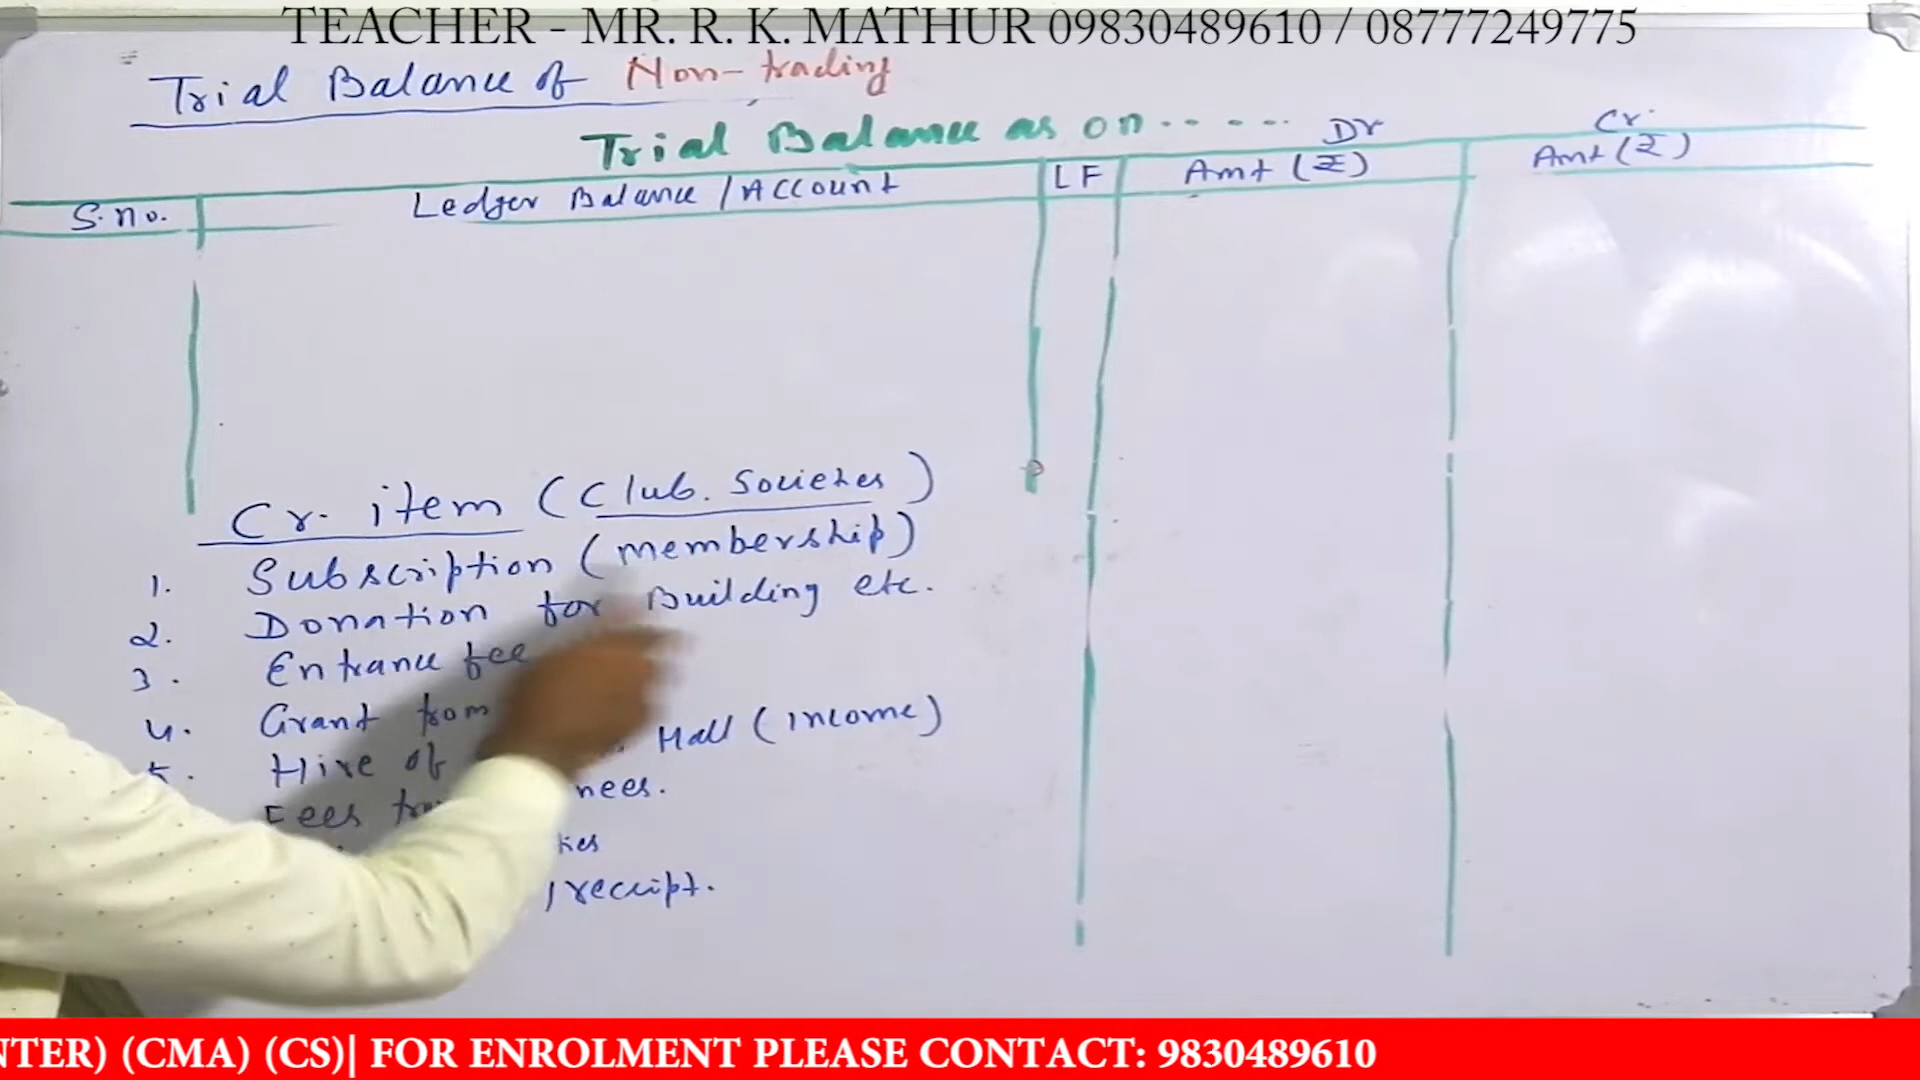 TEACHER - MR. R. K. MATHUR 09830489610 / 08777249775
Trial Balance of Non-trading
Trial Balance as on.....
Dr Cr.
S. no. Ledger Balance / Account LF Amt (₹) Amt (₹)
Cr. item (Club. Societes)
1. Subscription (membership)
2. Donation for Building etc.
3. Entrance fee
4. Grant from
5. Hire of Hall (income)
Fees nees.
/ receipt.
NTER) (CMA) (CS)| FOR ENROLMENT PLEASE CONTACT: 9830489610